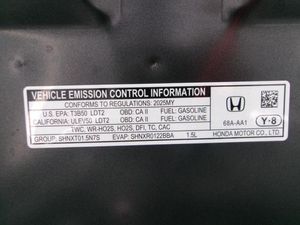 VEHICLE EMISSION CONTROL INFORMATION
CONFORMS TO REGULATIONS: 2025MY
U.S. EPA: T3B50 LDT2 OBD: CA II FUEL: GASOLINE
CALIFORNIA: ULEV50 LDT2 OBD: CA II FUEL: GASOLINE
TWC, WR-HO2S, HO2S, DFI, TC, CAC
GROUP: SHNXT01.5N7S EVAP: SHNXR0122BBA 1.5L
68A-AA1 Y-8
HONDA MOTOR CO., LTD.